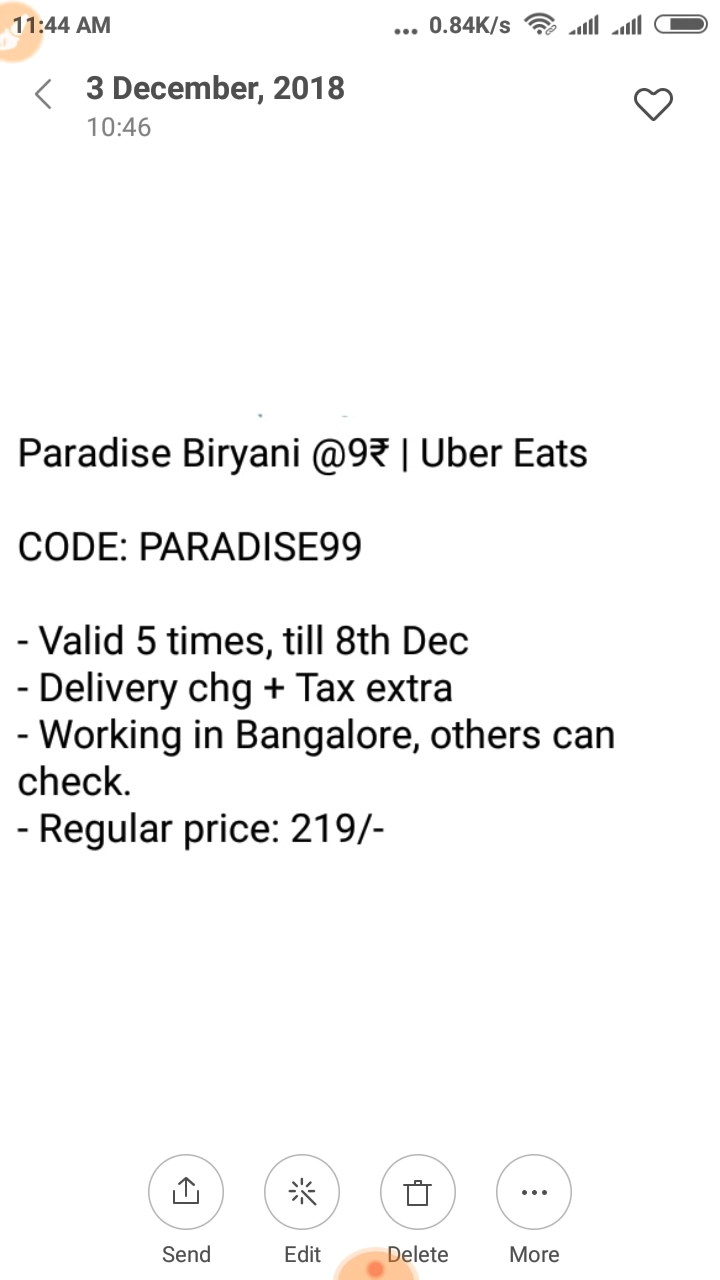 11:44 AM
... 0.84K/s
3 December, 2018
10:46
Paradise Biryani @9₹ | Uber Eats
CODE: PARADISE99
- Valid 5 times, till 8th Dec
- Delivery chg + Tax extra
- Working in Bangalore, others can
check.
- Regular price: 219/-
Send Edit Delete More